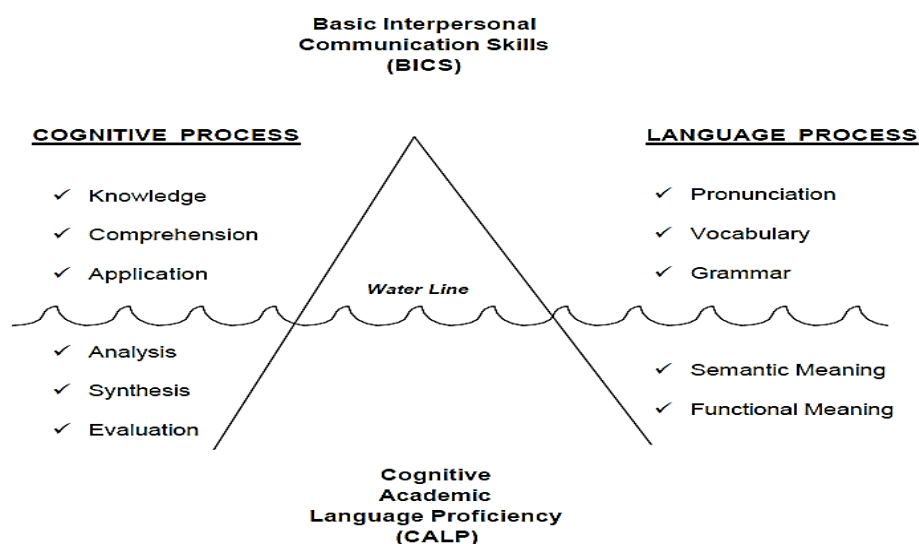 Basic Interpersonal
Communication Skills
(BICS)
COGNITIVE PROCESS
LANGUAGE PROCESS
✓ Knowledge
✓ Comprehension
✓ Application
✓ Pronunciation
✓ Vocabulary
✓ Grammar
Water Line
✓ Analysis
✓ Synthesis
✓ Evaluation
✓ Semantic Meaning
✓ Functional Meaning
Cognitive
Academic
Language Proficiency
(CALP)